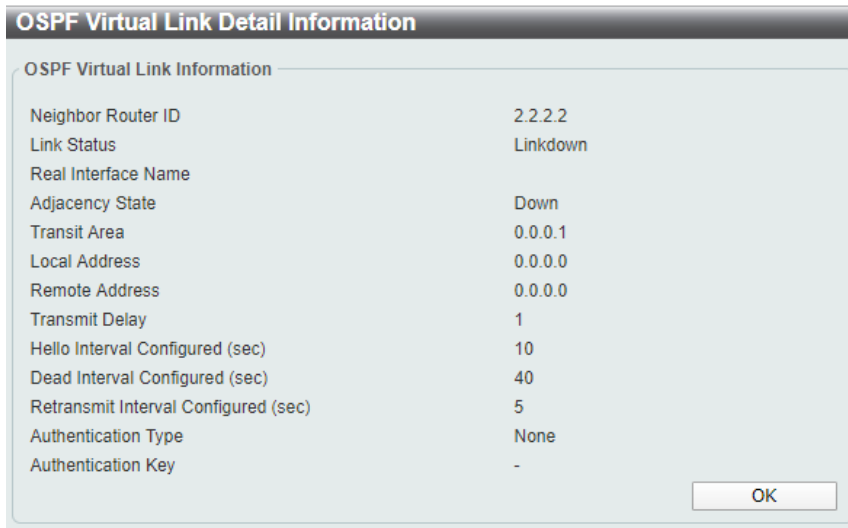 OSPF Virtual Link Detail Information
OSPF Virtual Link Information
Neighbor Router ID 2.2.2.2
Link Status Linkdown
Real Interface Name
Adjacency State Down
Transit Area 0.0.0.1
Local Address 0.0.0.0
Remote Address 0.0.0.0
Transmit Delay 1
Hello Interval Configured (sec) 10
Dead Interval Configured (sec) 40
Retransmit Interval Configured (sec) 5
Authentication Type None
Authentication Key -
OK